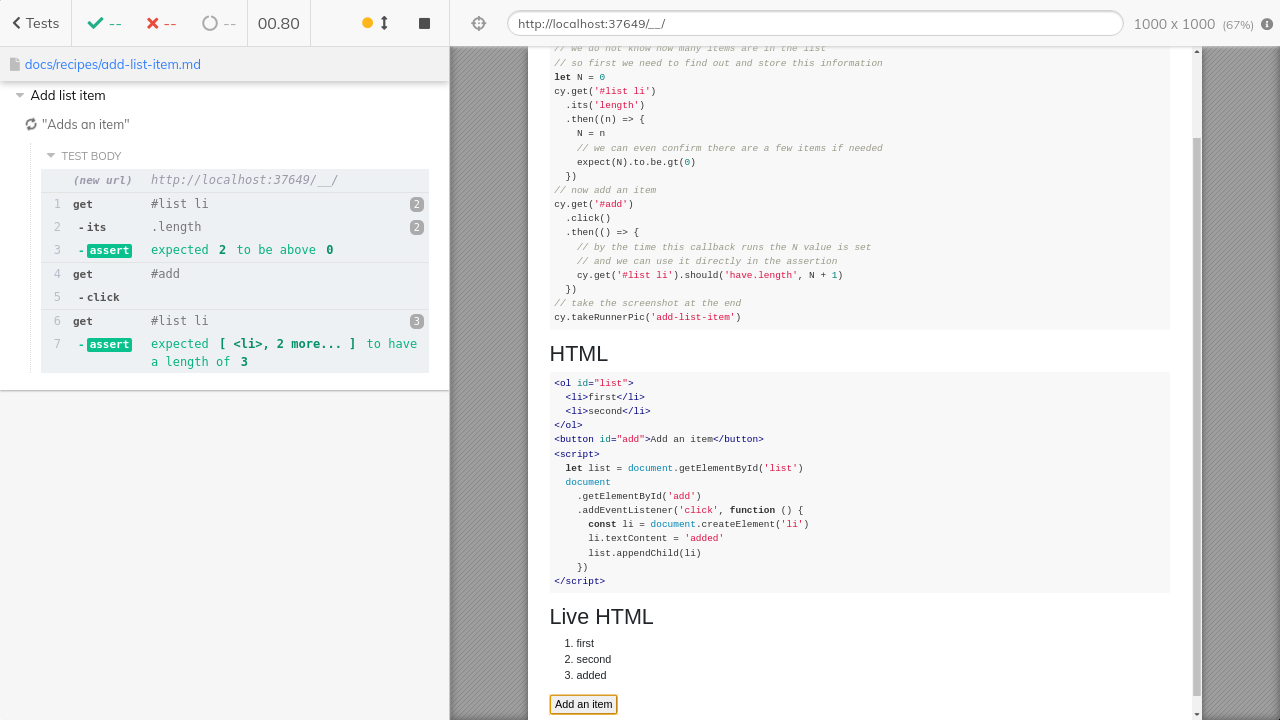 Tests
--
--
--
00.80
http://localhost:37649/__/
1000 x 1000 (67%)
docs/recipes/add-list-item.md
Add list item
"Adds an item"
TEST BODY
(new url) http://localhost:37649/__/
1 get #list li 2
2 -its .length 2
3 -assert expected 2 to be above 0
4 get #add
5 -click
6 get #list li 3
7 -assert expected [ <li>, 2 more... ] to have
a length of 3
// we do not know how many items are in the list
// so first we need to find out and store this information
let N = 0
cy.get('#list li')
  .its('length')
  .then((n) => {
    N = n
    // we can even confirm there are a few items if needed
    expect(N).to.be.gt(0)
  })
// now add an item
cy.get('#add')
  .click()
  .then(() => {
    // by the time this callback runs the N value is set
    // and we can use it directly in the assertion
    cy.get('#list li').should('have.length', N + 1)
  })
// take the screenshot at the end
cy.takeRunnerPic('add-list-item')
HTML
<ol id="list">
  <li>first</li>
  <li>second</li>
</ol>
<button id="add">Add an item</button>
<script>
  let list = document.getElementById('list')
  document
    .getElementById('add')
    .addEventListener('click', function () {
      const li = document.createElement('li')
      li.textContent = 'added'
      list.appendChild(li)
    })
</script>
Live HTML
1. first
2. second
3. added
Add an item